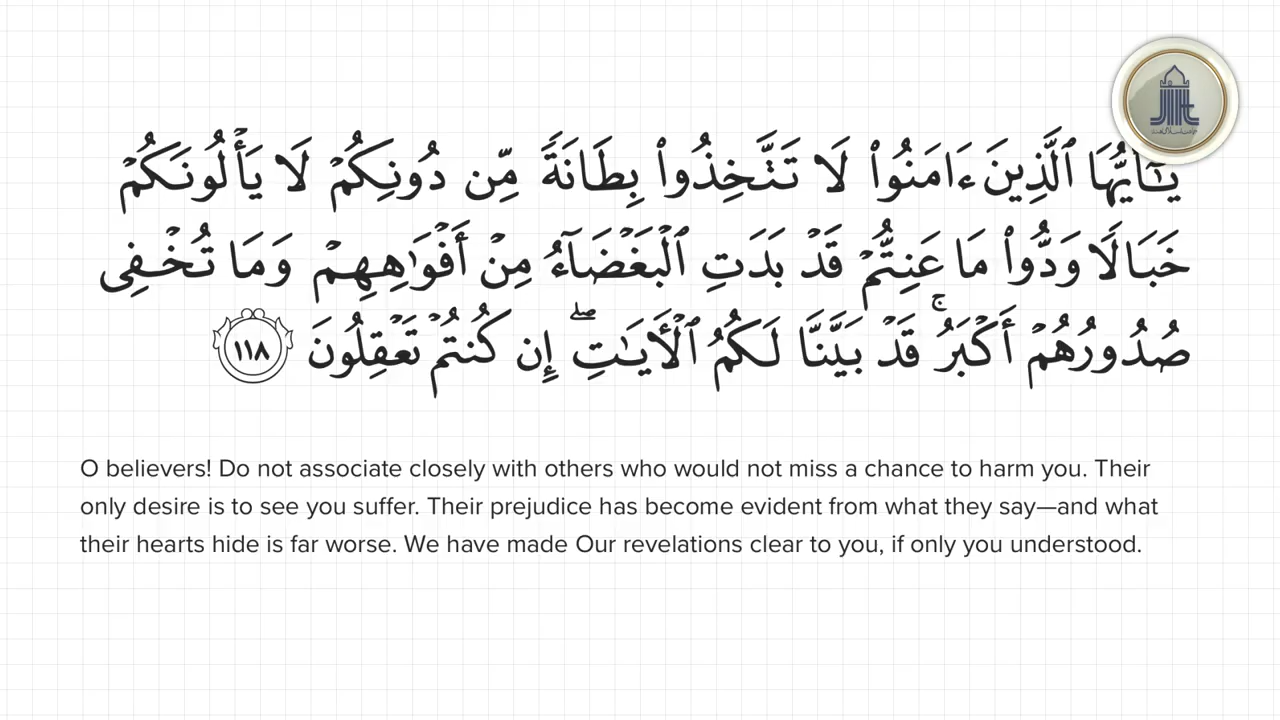 يَـٰٓأَيُّهَا ٱلَّذِينَ ءَامَنُوا۟ لَا تَتَّخِذُوا۟ بِطَانَةًۭ مِّن دُونِكُمْ لَا يَأْلُونَكُمْ
خَبَالًۭا وَدُّوا۟ مَا عَنِتُّمْ قَدْ بَدَتِ ٱلْبَغْضَآءُ مِنْ أَفْوَٰهِهِمْ وَمَا تُخْفِى
صُدُورُهُمْ أَكْبَرُ ۚ قَدْ بَيَّنَّا لَكُمُ ٱلْـَٔايَـٰتِ ۖ إِن كُنتُمْ تَعْقِلُونَ ١١٨
O believers! Do not associate closely with others who would not miss a chance to harm you. Their
only desire is to see you suffer. Their prejudice has become evident from what they say—and what
their hearts hide is far worse. We have made Our revelations clear to you, if only you understood.